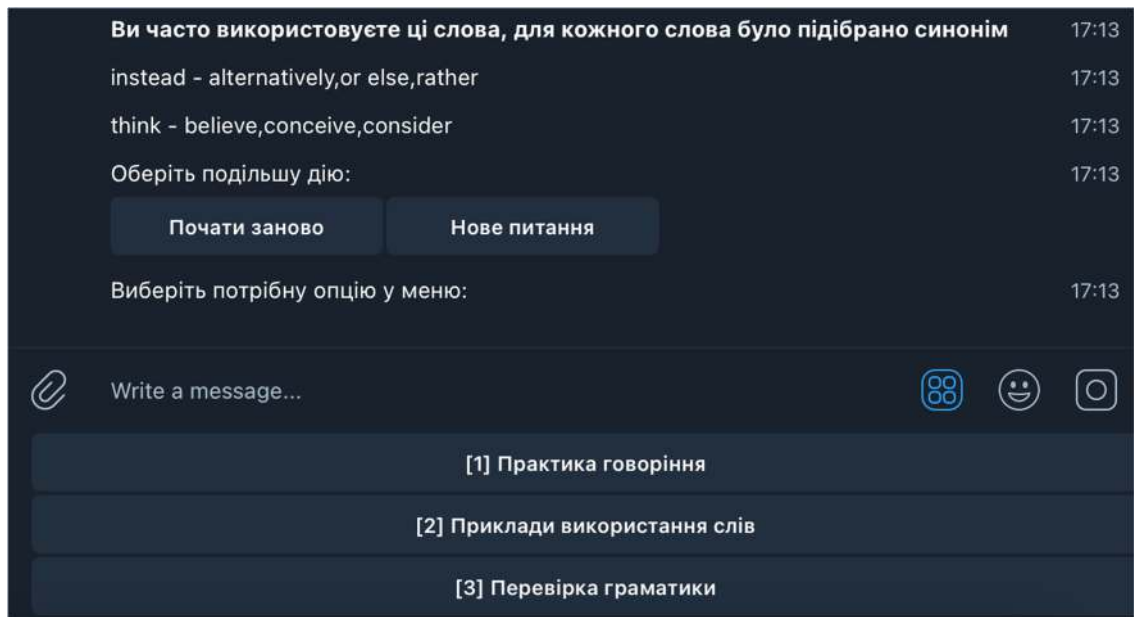 Ви часто використовуєте ці слова, для кожного слова було підібрано синонім 17:13
instead - alternatively,or else,rather 17:13
think - believe,conceive,consider 17:13
Оберіть подільшу дію: 17:13
Почати заново Нове питання
Виберіть потрібну опцію у меню: 17:13
Write a message...
[1] Практика говоріння
[2] Приклади використання слів
[3] Перевірка граматики